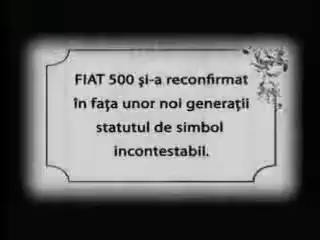 FIAT 500 şi-a reconfirmat
în faţa unor noi generaţii
statutul de simbol
incontestabil.